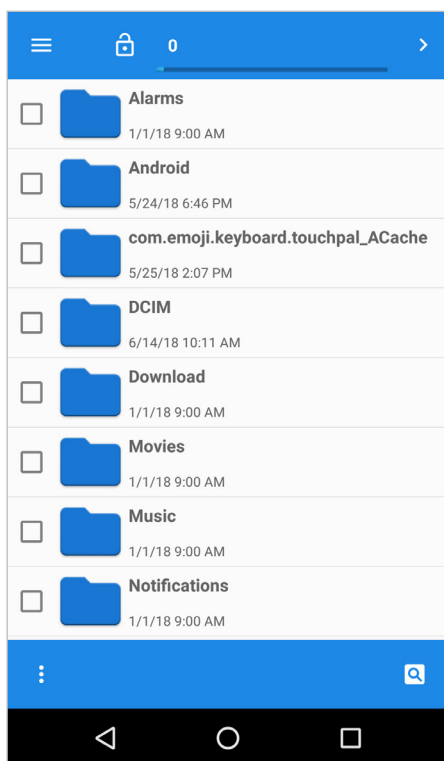 0
Alarms
1/1/18 9:00 AM
Android
5/24/18 6:46 PM
com.emoji.keyboard.touchpal_ACache
5/25/18 2:07 PM
DCIM
6/14/18 10:11 AM
Download
1/1/18 9:00 AM
Movies
1/1/18 9:00 AM
Music
1/1/18 9:00 AM
Notifications
1/1/18 9:00 AM